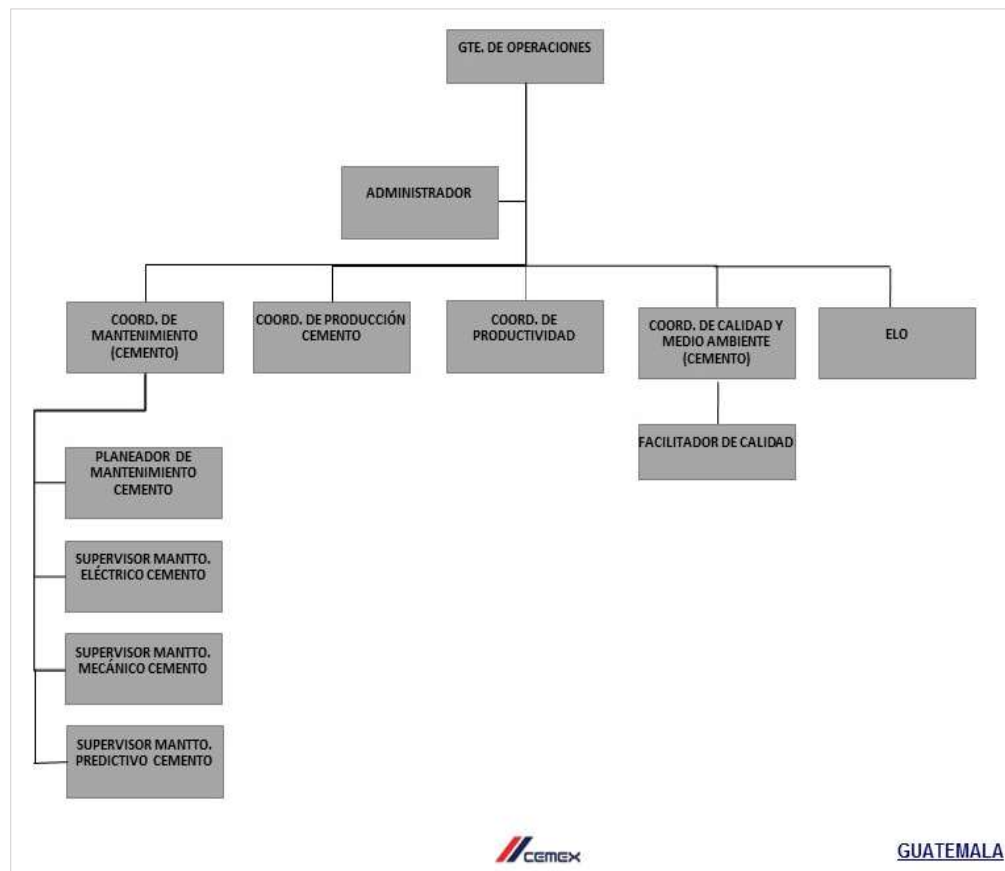 GTE. DE OPERACIONES
ADMINISTRADOR
COORD. DE
MANTENIMIENTO
(CEMENTO)
COORD. DE PRODUCCIÓN
CEMENTO
COORD. DE
PRODUCTIVIDAD
COORD. DE CALIDAD Y
MEDIO AMBIENTE
(CEMENTO)
ELO
FACILITADOR DE CALIDAD
PLANEADOR DE
MANTENIMIENTO
CEMENTO
SUPERVISOR MANTTO.
ELÉCTRICO CEMENTO
SUPERVISOR MANTTO.
MECÁNICO CEMENTO
SUPERVISOR MANTTO.
PREDICTIVO CEMENTO
CEMEX
GUATEMALA